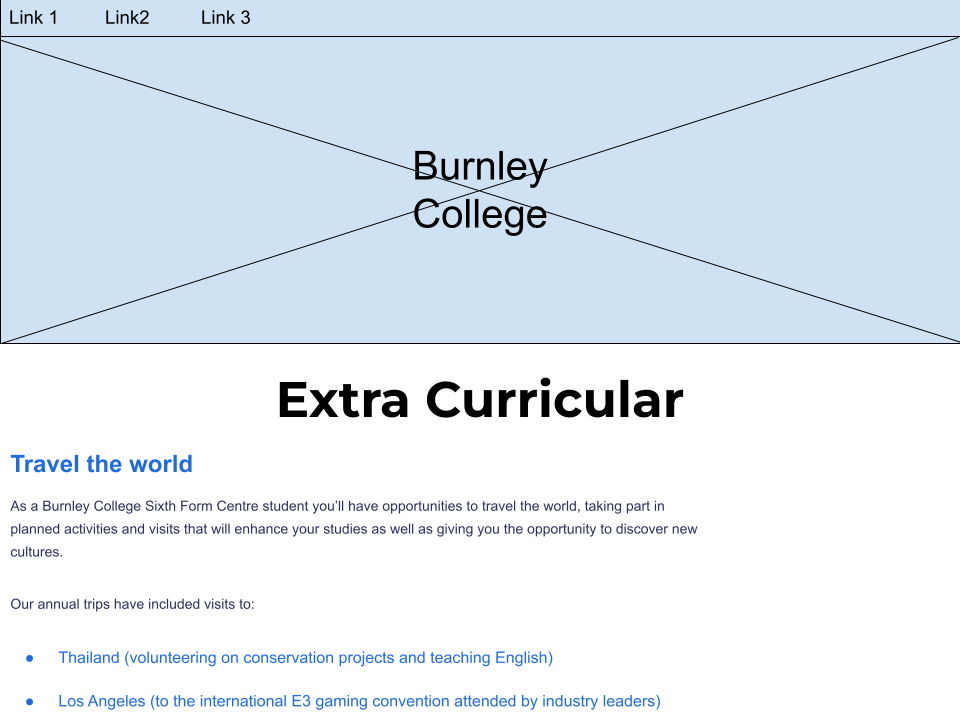 Link 1 Link2 Link 3
Burnley
College
Extra Curricular
Travel the world
As a Burnley College Sixth Form Centre student you’ll have opportunities to travel the world, taking part in
planned activities and visits that will enhance your studies as well as giving you the opportunity to discover new
cultures.
Our annual trips have included visits to:
● Thailand (volunteering on conservation projects and teaching English)
● Los Angeles (to the international E3 gaming convention attended by industry leaders)